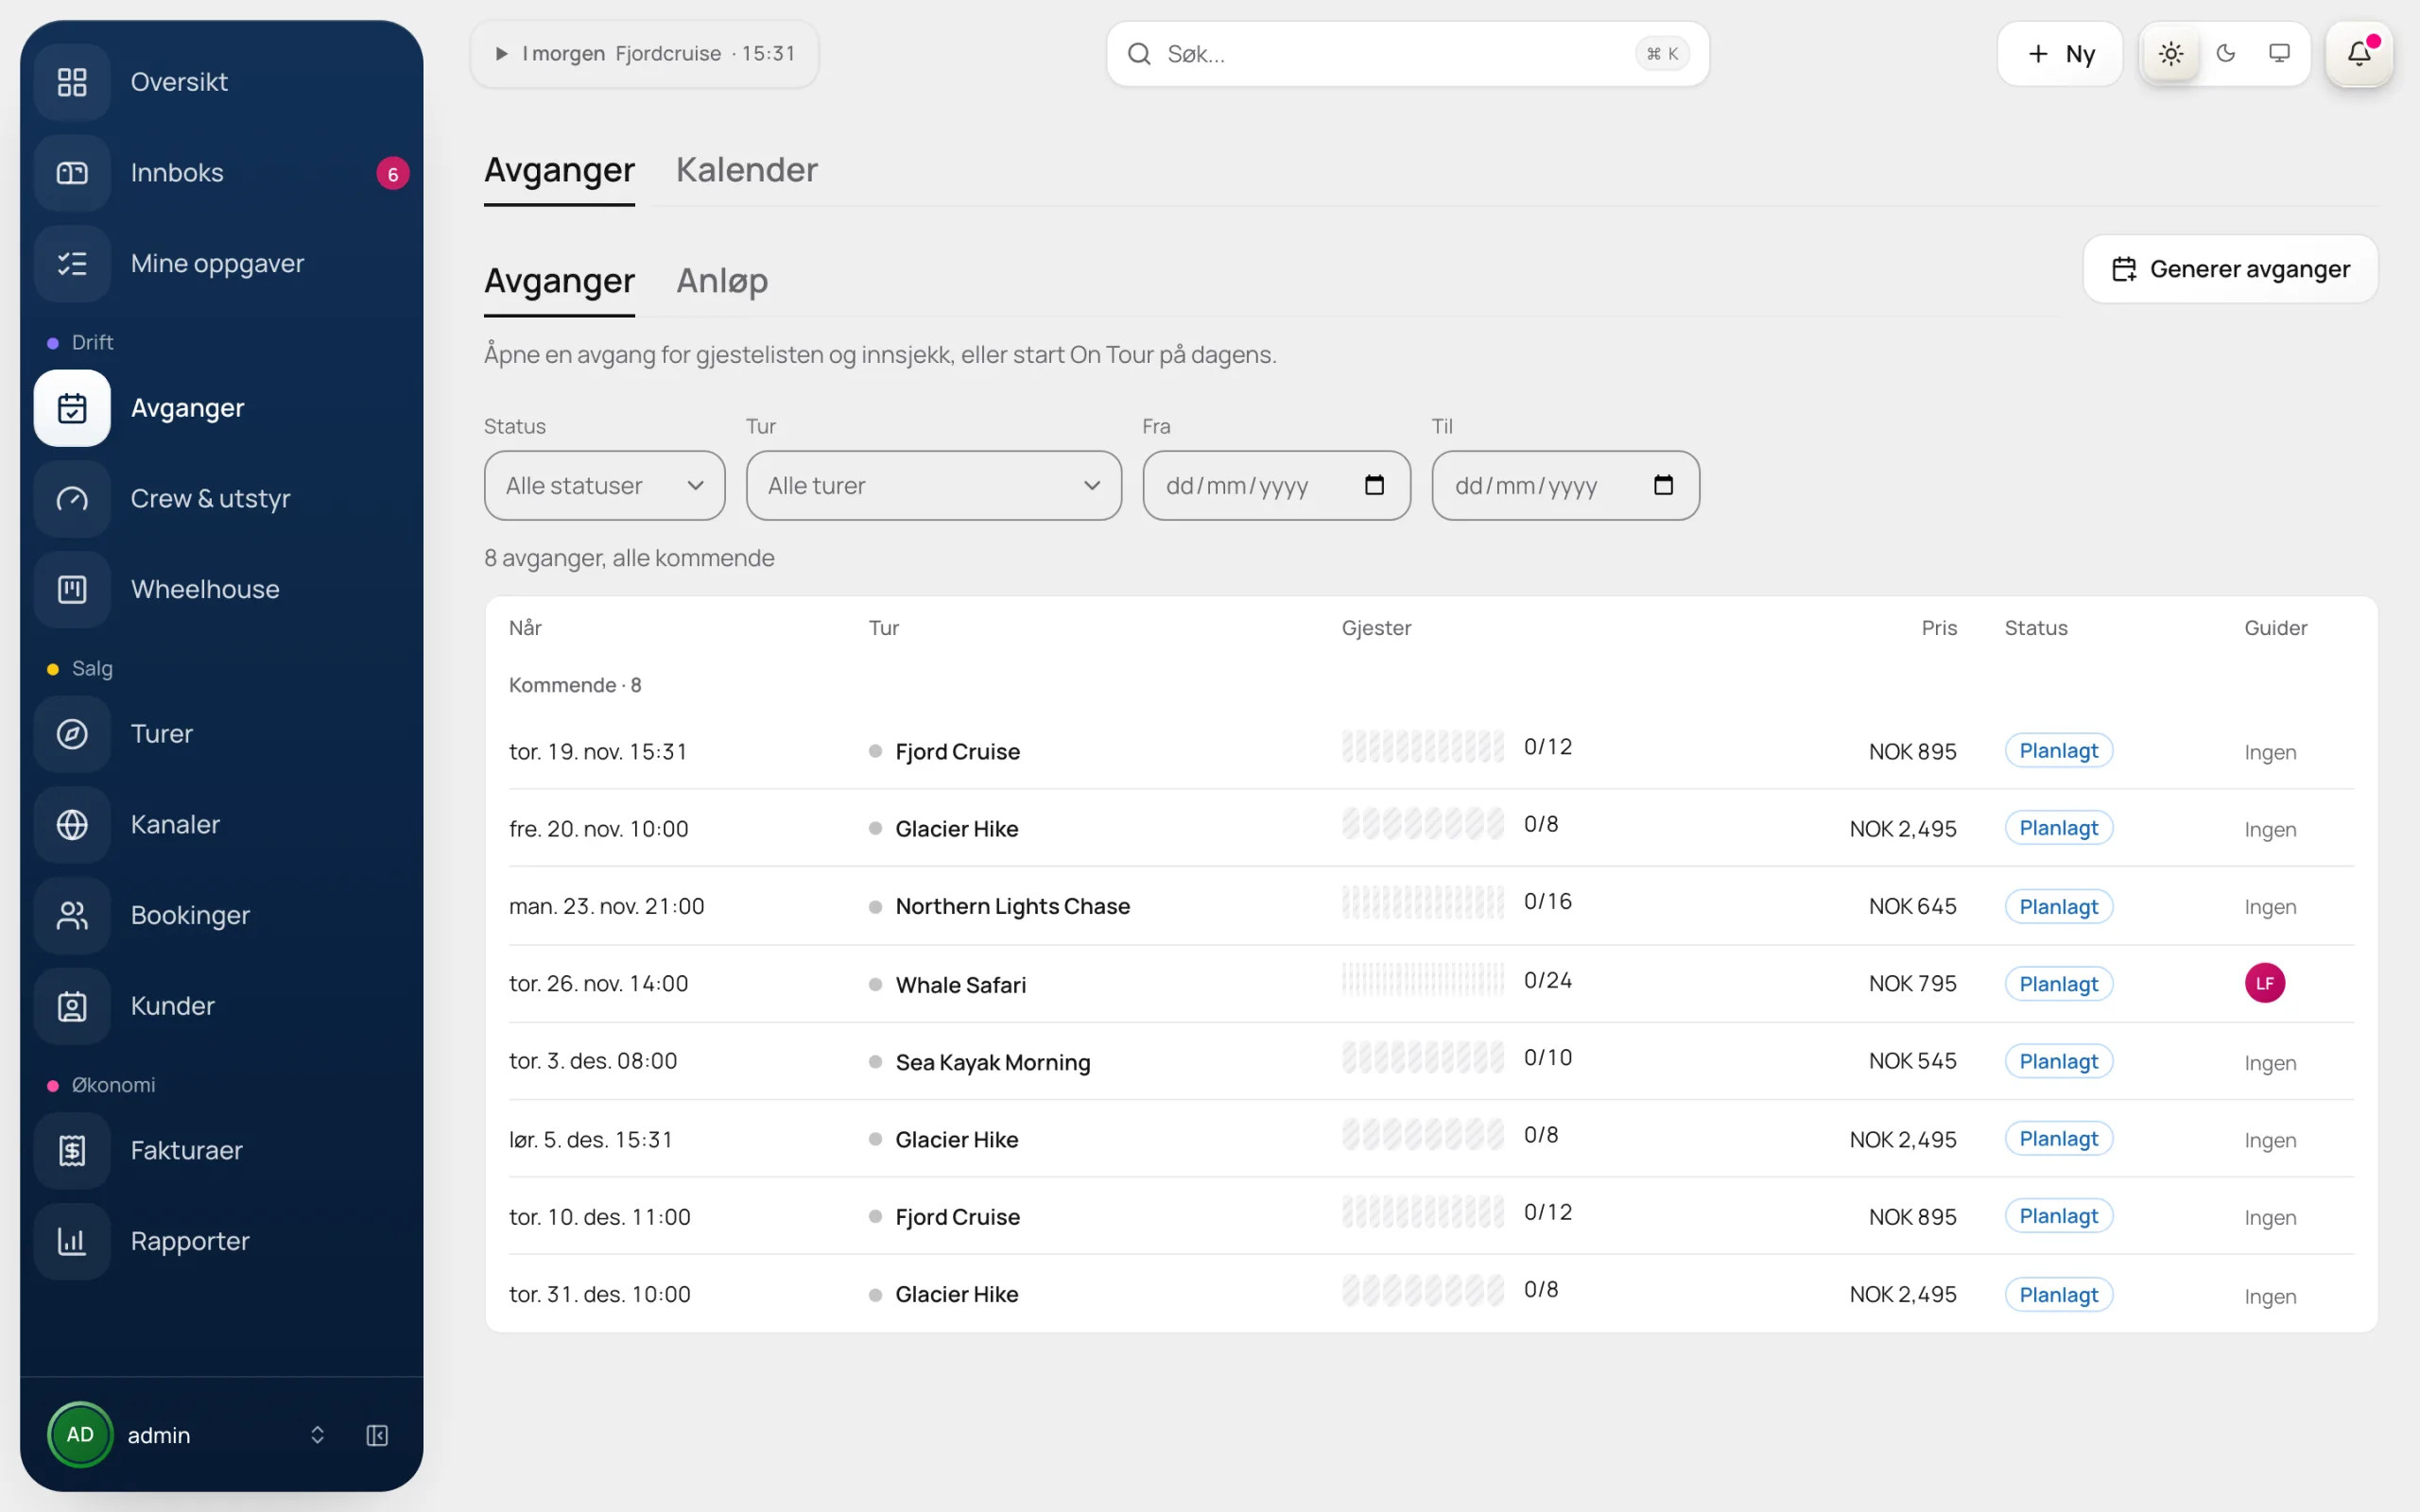 Oversikt
Innboks 6
Mine oppgaver
Drift
Avganger
Crew & utstyr
Wheelhouse
Salg
Turer
Kanaler
Bookinger
Kunder
Økonomi
Fakturaer
Rapporter
AD admin
I morgen Fjordcruise · 15:31
Søk... ⌘ K
Ny
Avganger Kalender
Avganger Anløp
Generer avganger
Åpne en avgang for gjestelisten og innsjekk, eller start On Tour på dagens.
Status Tur Fra Til
Alle statuser Alle turer dd/mm/yyyy dd/mm/yyyy
8 avganger, alle kommende
Når Tur Gjester Pris Status Guider
Kommende · 8
tor. 19. nov. 15:31 Fjord Cruise 0/12 NOK 895 Planlagt Ingen
fre. 20. nov. 10:00 Glacier Hike 0/8 NOK 2,495 Planlagt Ingen
man. 23. nov. 21:00 Northern Lights Chase 0/16 NOK 645 Planlagt Ingen
tor. 26. nov. 14:00 Whale Safari 0/24 NOK 795 Planlagt LF
tor. 3. des. 08:00 Sea Kayak Morning 0/10 NOK 545 Planlagt Ingen
lør. 5. des. 15:31 Glacier Hike 0/8 NOK 2,495 Planlagt Ingen
tor. 10. des. 11:00 Fjord Cruise 0/12 NOK 895 Planlagt Ingen
tor. 31. des. 10:00 Glacier Hike 0/8 NOK 2,495 Planlagt Ingen